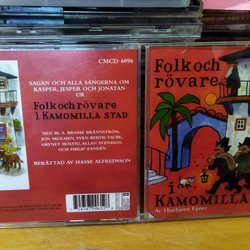 CMCD 6096
SAGAN OCH ALLA SÅNGERNA OM
KASPER, JESPER OCH JONATAN
UR
Folk och rövare
i KAMOMILLA STAD
MED BL.A. BRASSE BRÄNNSTRÖM,
JON SKOLMEN, SVEN-BERTIL TAUBE,
GRYNET MOLVIG, ALLAN SVENSSON
OCH PHILIP ZANDÉN
BERÄTTAD AV HASSE ALFREDSSON
Folk och
rövare
i
KAMOMILLA
Av Thorbjörn Egner